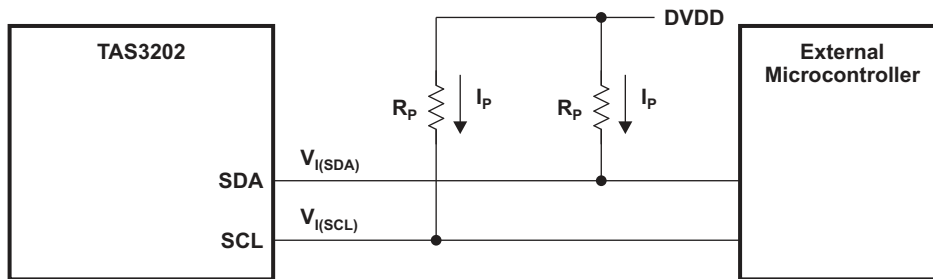 DVDD
TAS3202
External
Microcontroller
R_P
I_P
R_P
I_P
V_I(SDA)
SDA
V_I(SCL)
SCL